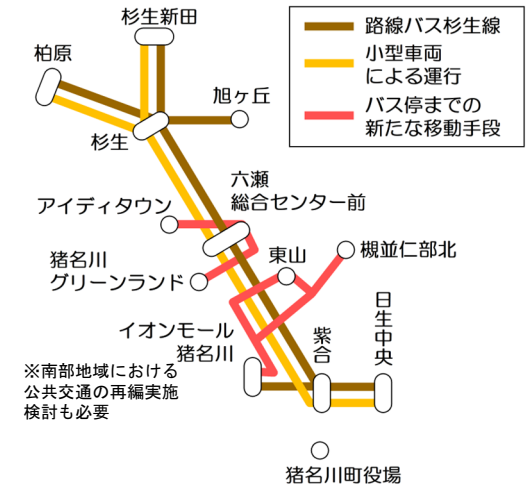 杉生新田
柏原
旭ヶ丘
杉生
路線バス杉生線
小型車両
による運行
バス停までの
新たな移動手段
アイディタウン
六瀬
総合センター前
猪名川
グリーンランド
東山
槻並仁部北
イオンモール
猪名川
紫合
日生中央
※南部地域における
公共交通の再編実施
検討も必要
猪名川町役場